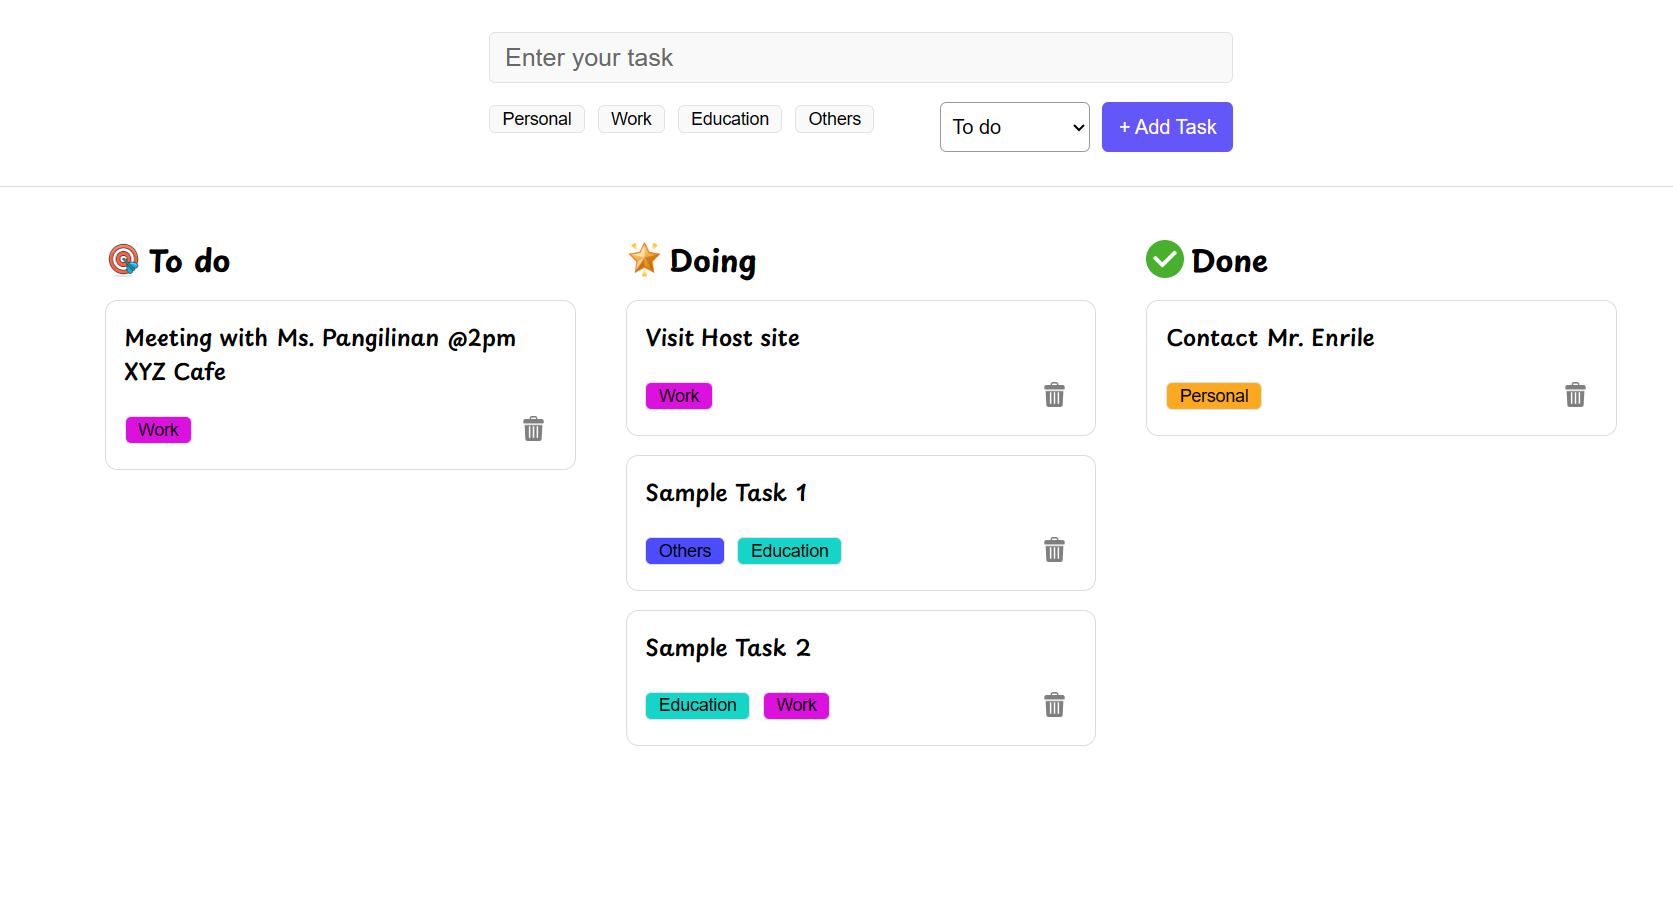 Enter your task
Personal Work Education Others To do + Add Task
To do
Meeting with Ms. Pangilinan @2pm
XYZ Cafe
Work
Doing
Visit Host site
Work
Sample Task 1
Others Education
Sample Task 2
Education Work
Done
Contact Mr. Enrile
Personal